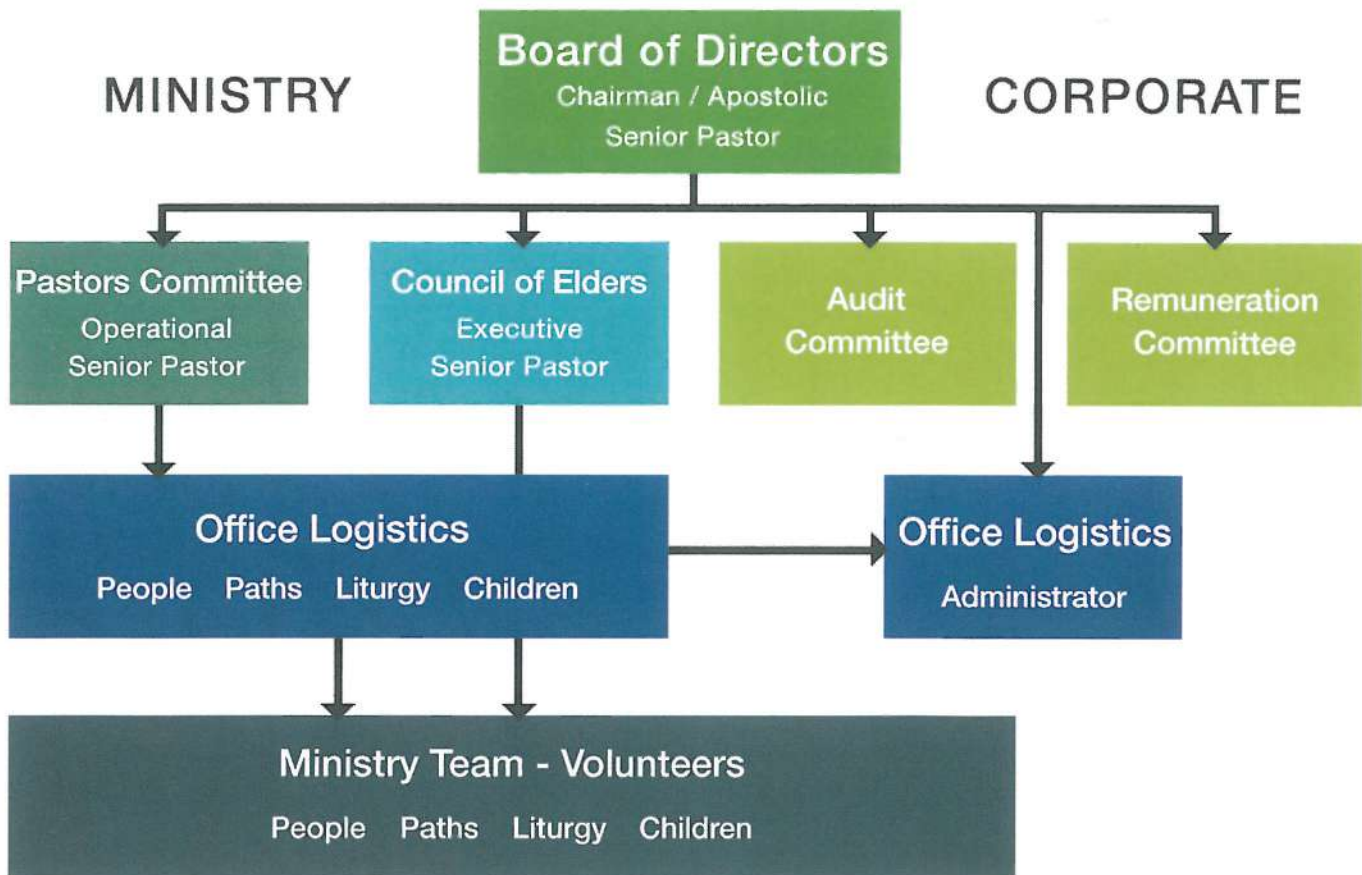 MINISTRY
Board of Directors
Chairman / Apostolic
Senior Pastor
CORPORATE
Pastors Committee
Operational
Senior Pastor
Council of Elders
Executive
Senior Pastor
Audit
Committee
Remuneration
Committee
Office Logistics
People Paths Liturgy Children
Office Logistics
Administrator
Ministry Team - Volunteers
People Paths Liturgy Children